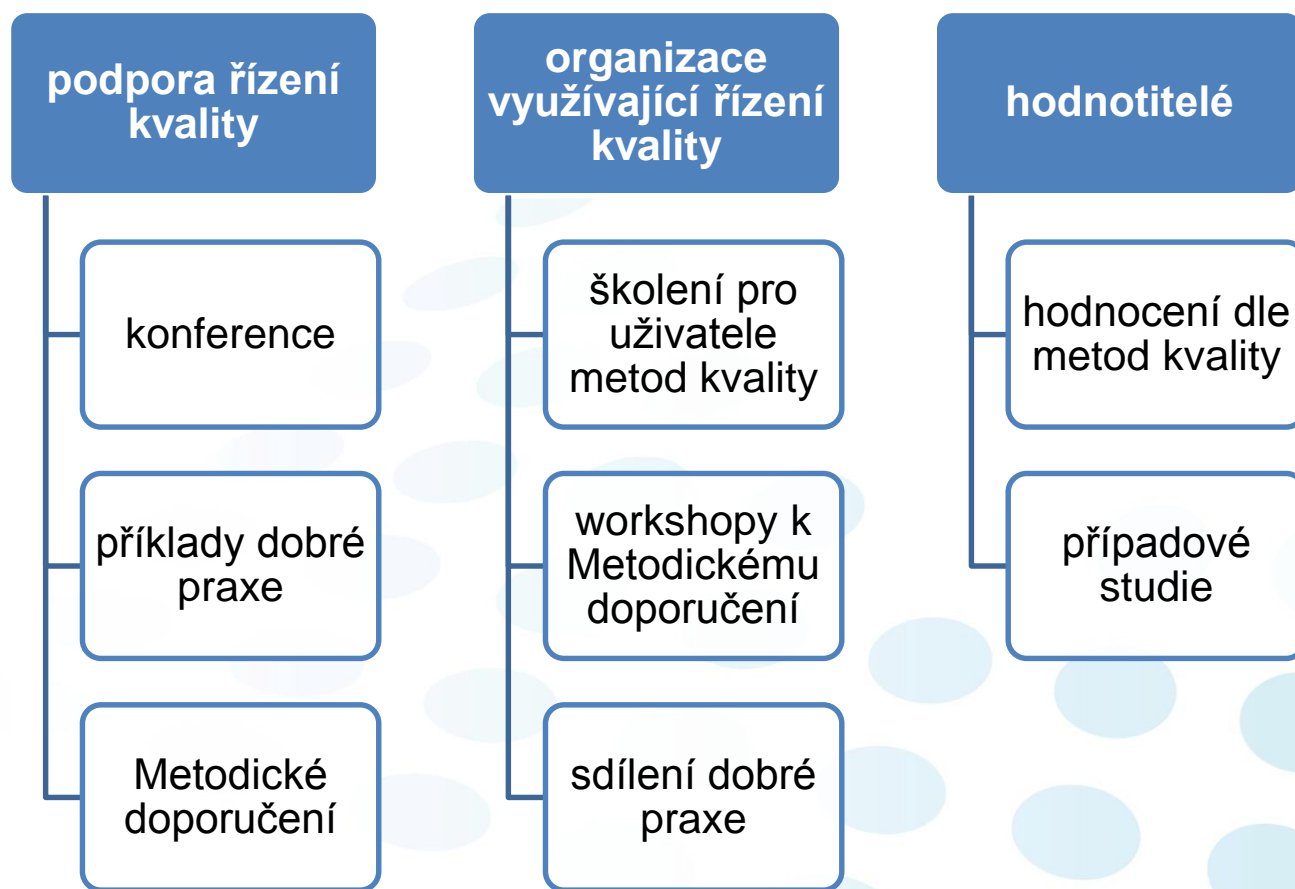 podpora řízení
kvality
konference
příklady dobré
praxe
Metodické
doporučení
organizace
využívající řízení
kvality
školení pro
uživatele
metod kvality
workshopy k
Metodickému
doporučení
sdílení dobré
praxe
hodnotitelé
hodnocení dle
metod kvality
případové
studie